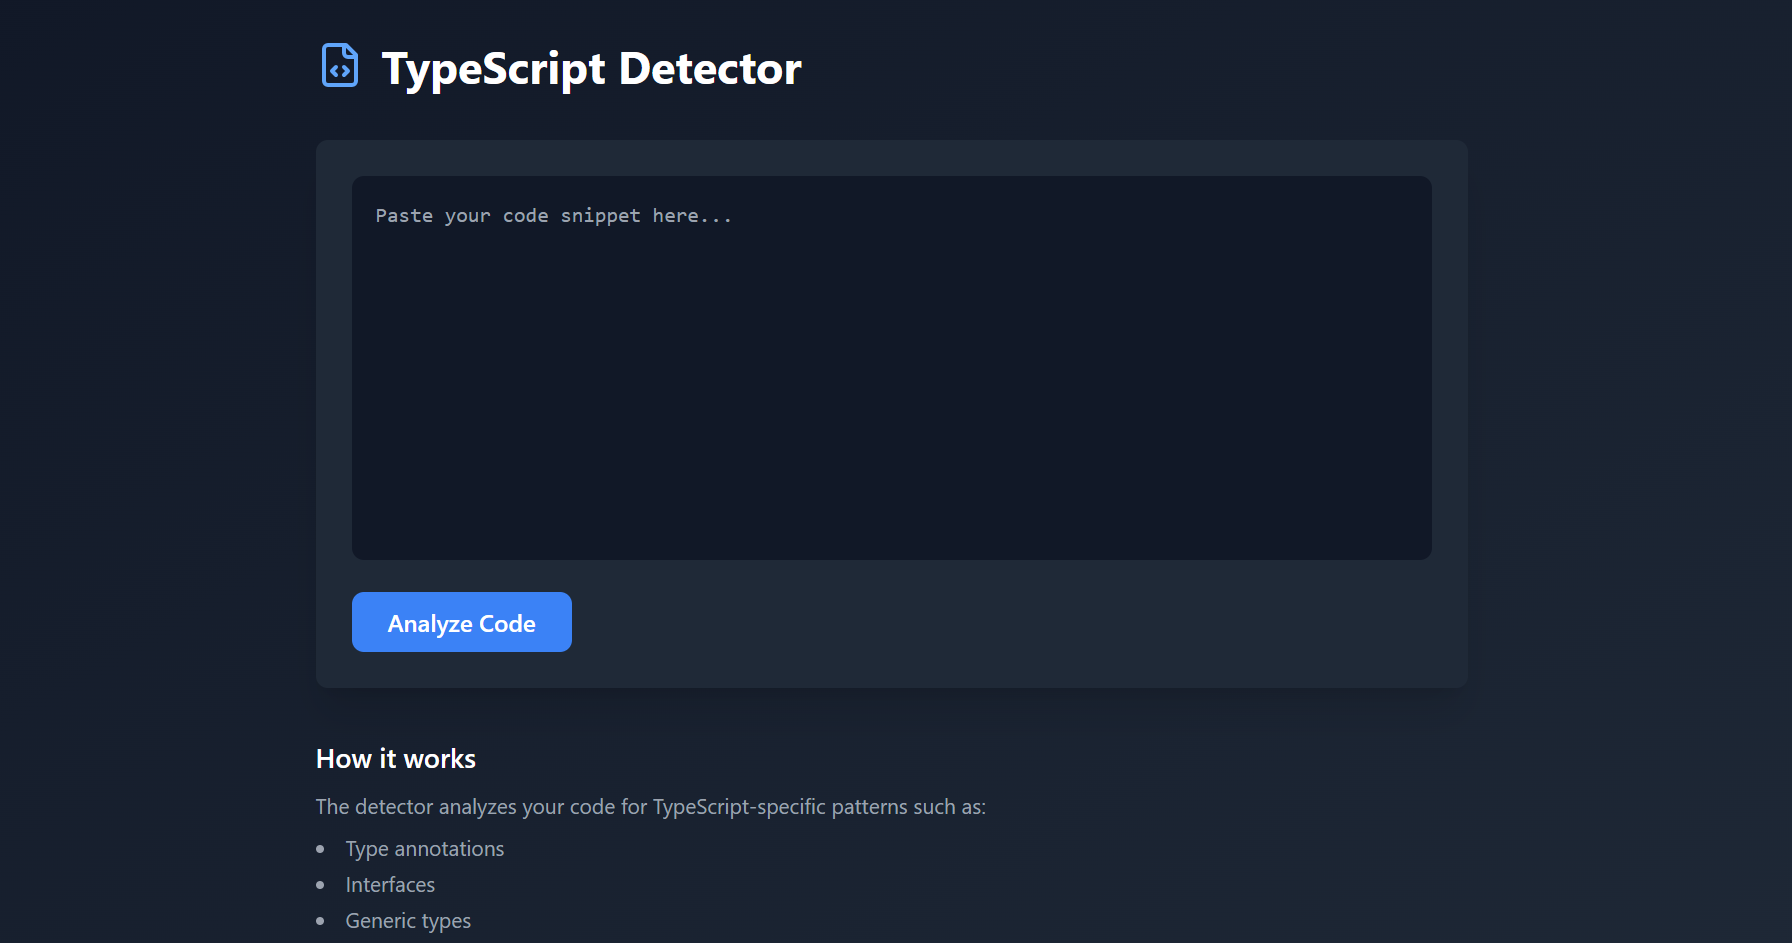 TypeScript Detector
Paste your code snippet here...
Analyze Code
How it works
The detector analyzes your code for TypeScript-specific patterns such as:
Type annotations
Interfaces
Generic types